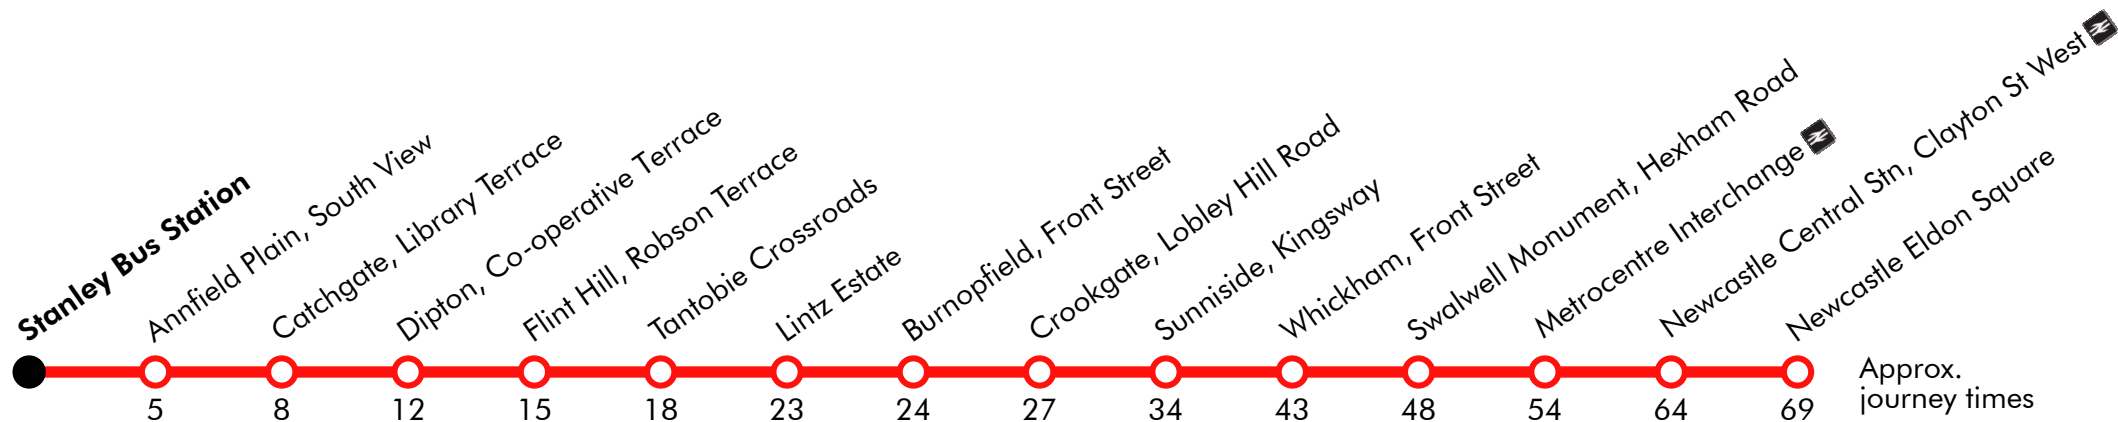 Stanley Bus Station
Annfield Plain, South View
Catchgate, Library Terrace
Dipton, Co-operative Terrace
Flint Hill, Robson Terrace
Tantobie Crossroads
Lintz Estate
Burnopfield, Front Street
Crookgate, Lobley Hill Road
Sunniside, Kingsway
Whickham, Front Street
Swalwell Monument, Hexham Road
Metrocentre Interchange
Newcastle Central Stn, Clayton St West
Newcastle Eldon Square
5 8 12 15 18 23 24 27 34 43 48 54 64 69
Approx.
journey times